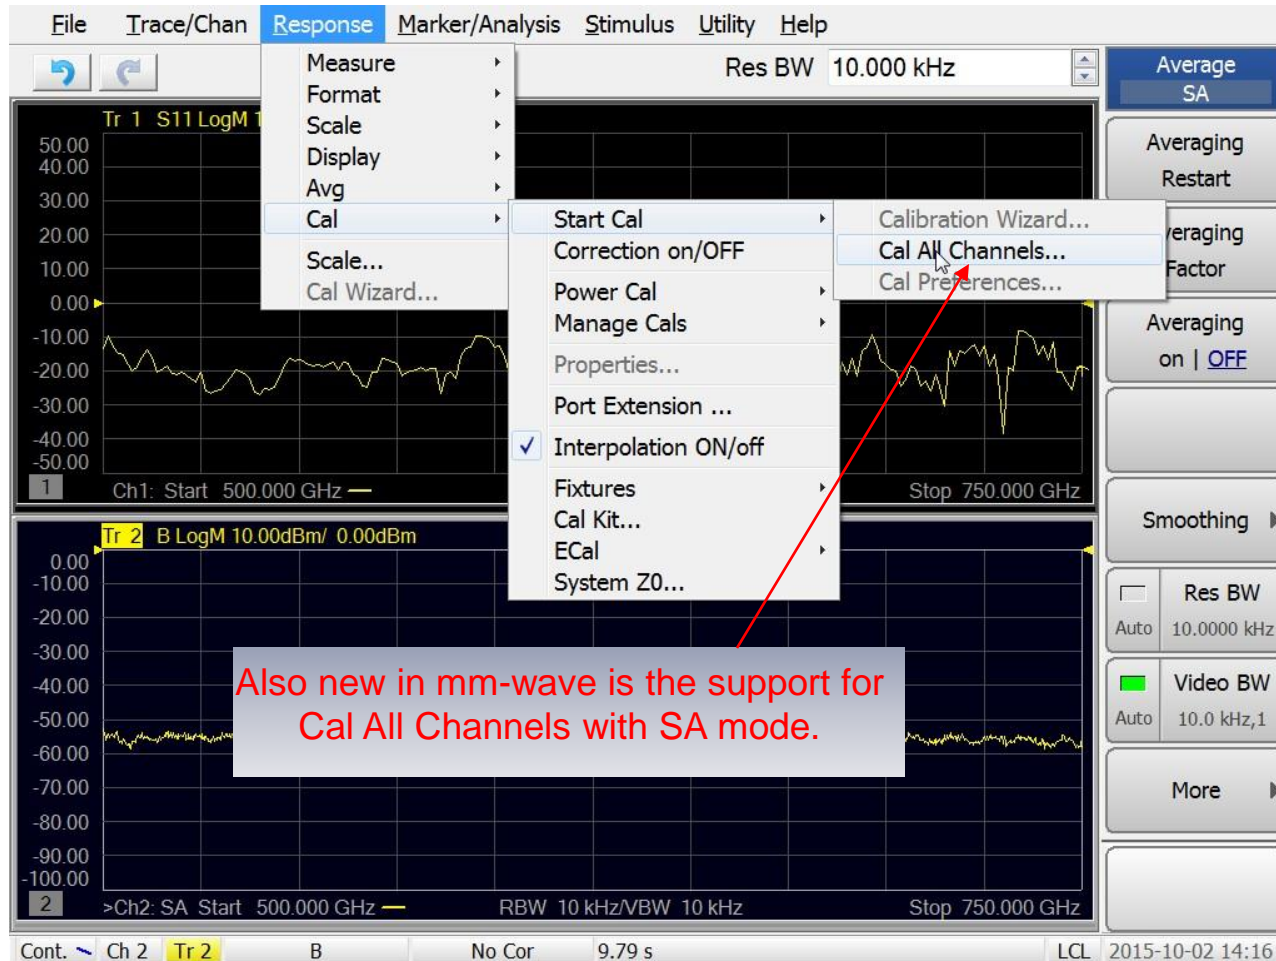 File Trace/Chan Response Marker/Analysis Stimulus Utility Help
Res BW 10.000 kHz
Measure
Format
Scale
Display
Avg
Cal
Scale...
Cal Wizard...
Start Cal
Correction on/OFF
Power Cal
Manage Cals
Properties...
Port Extension ...
Interpolation ON/off
Fixtures
Cal Kit...
ECal
System Z0...
Calibration Wizard...
Cal All Channels...
Cal Preferences...
Tr 1 S11 LogM 1
50.00
40.00
30.00
20.00
10.00
0.00
-10.00
-20.00
-30.00
-40.00
-50.00
1 Ch1: Start 500.000 GHz Stop 750.000 GHz
Tr 2 B LogM 10.00dBm/ 0.00dBm
0.00
-10.00
-20.00
-30.00
-40.00
-50.00
-60.00
-70.00
-80.00
-90.00
-100.00
Also new in mm-wave is the support for
Cal All Channels with SA mode.
2 >Ch2: SA Start 500.000 GHz RBW 10 kHz/VBW 10 kHz Stop 750.000 GHz
Average
SA
Averaging
Restart
veraging
Factor
Averaging
on | OFF
Smoothing
Res BW
Auto 10.0000 kHz
Video BW
Auto 10.0 kHz,1
More
Cont. Ch 2 Tr 2 B No Cor 9.79 s LCL 2015-10-02 14:16